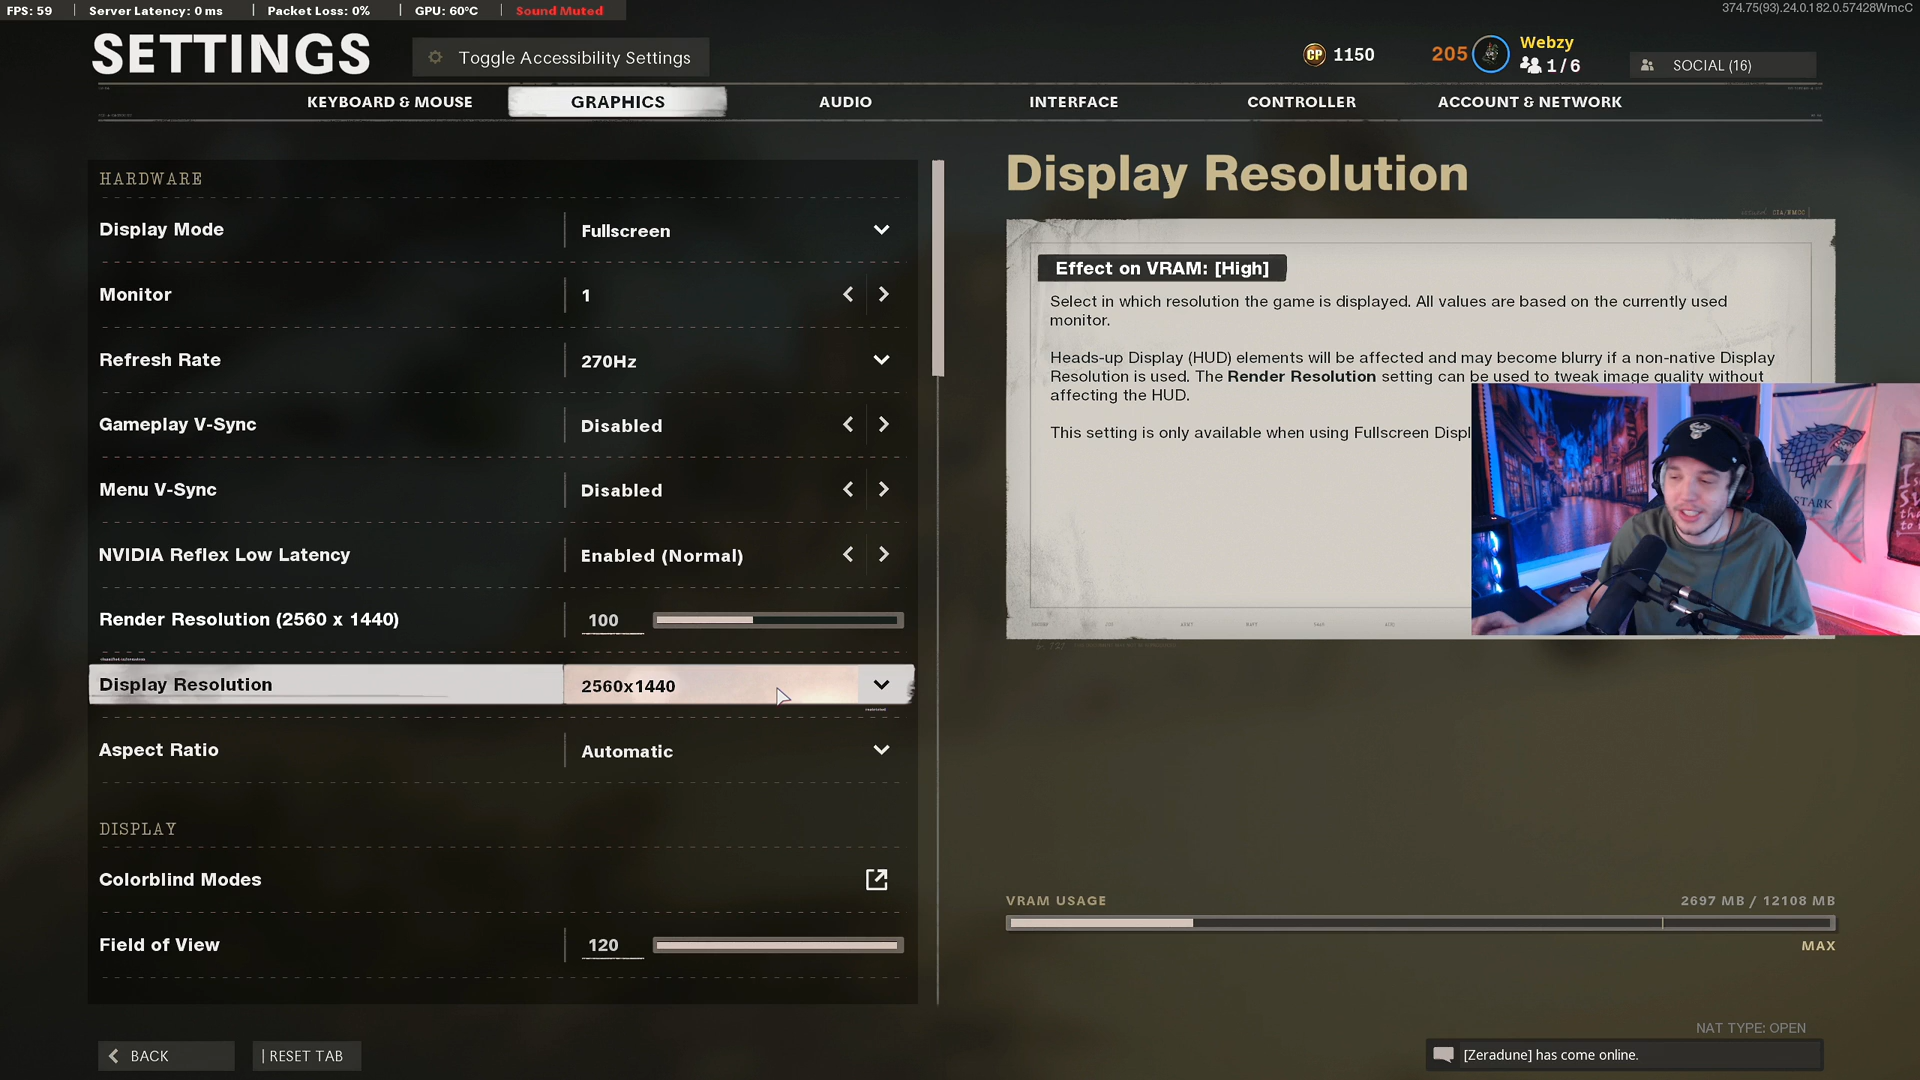 FPS: 59 | Server Latency: 0 ms | Packet Loss: 0% | GPU: 60°C | Sound Muted
374.75(93).24.0.182.0.57428WmcC
SETTINGS
Toggle Accessibility Settings
CP 1150
205
Webzy
1/6
SOCIAL (16)
KEYBOARD & MOUSE
GRAPHICS
AUDIO
INTERFACE
CONTROLLER
ACCOUNT & NETWORK
HARDWARE
Display Mode
Fullscreen
Monitor
1
Refresh Rate
270Hz
Gameplay V-Sync
Disabled
Menu V-Sync
Disabled
NVIDIA Reflex Low Latency
Enabled (Normal)
Render Resolution (2560 x 1440)
100
Display Resolution
2560x1440
Aspect Ratio
Automatic
DISPLAY
Colorblind Modes
Field of View
120
Display Resolution
Effect on VRAM: [High]
Select in which resolution the game is displayed. All values are based on the currently used
monitor.
Heads-up Display (HUD) elements will be affected and may become blurry if a non-native Display
Resolution is used. The Render Resolution setting can be used to tweak image quality without
affecting the HUD.
This setting is only available when using Fullscreen Displ
STARK
VRAM USAGE
2697 MB / 12108 MB
MAX
NAT TYPE: OPEN
[Zeradune] has come online.
BACK
| RESET TAB